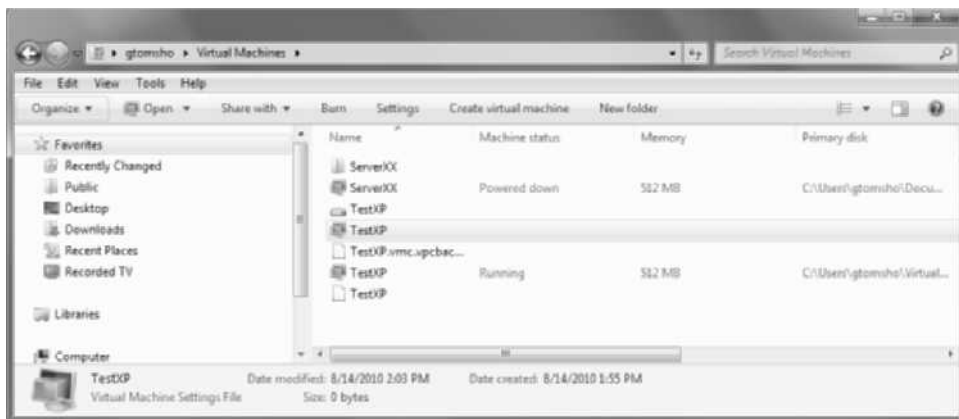 gtomsho ▸ Virtual Machines ▸
Search Virtual Machines
File Edit View Tools Help
Organize Open Share with Burn Settings Create virtual machine New folder
Name Machine status Memory Primary disk
Favorites
Recently Changed
Public
Desktop
Downloads
Recent Places
Recorded TV
Libraries
Computer
ServerXX
ServerXX Powered down 512 MB C:\Users\gtomsho\Docu...
TestXP
TestXP
TestXP.vmc.vpcbac...
TestXP Running 512 MB C:\Users\gtomsho\Virtual...
TestXP
TestXP Date modified: 8/14/2010 2:03 PM Date created: 8/14/2010 1:55 PM
Virtual Machine Settings File Size: 0 bytes